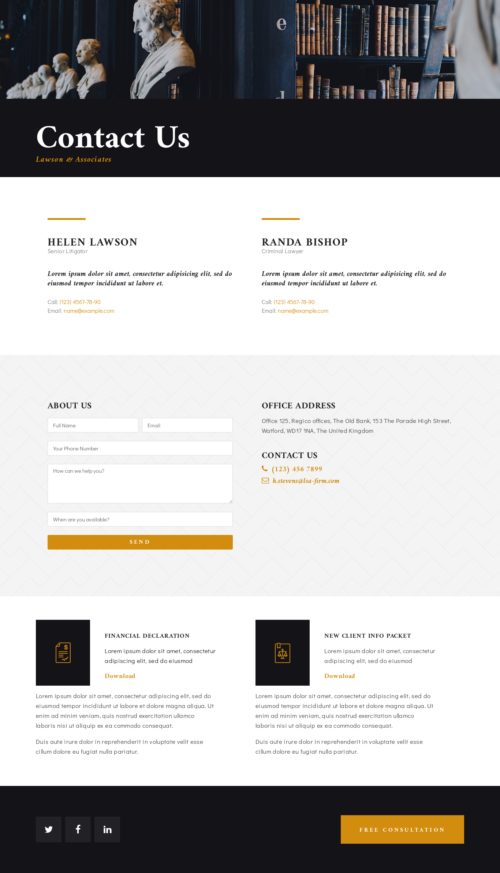 e
Contact Us
Lawson & Associates
HELEN LAWSON
Senior Litigator
Lorem ipsum dolor sit amet, consectetur adipisicing elit, sed do
eiusmod tempor incididunt ut labore et.
Call: (123) 4567-78-90
Email: name@example.com
RANDA BISHOP
Criminal Lawyer
Lorem ipsum dolor sit amet, consectetur adipisicing elit, sed do
eiusmod tempor incididunt ut labore et.
Call: (123) 4567-78-90
Email: name@example.com
ABOUT US
Full Name
Email
Your Phone Number
How can we help you?
When are you available?
SEND
OFFICE ADDRESS
Office 125, Regico offices, The Old Bank, 153 The Parade High Street,
Watford, WD17 1NA, The United Kingdom
CONTACT US
(123) 456 7899
h.stevens@lsa-firm.com
FINANCIAL DECLARATION
Lorem ipsum dolor sit amet, consectetur
adipiscing elit, sed do eiusmod
Download
Lorem ipsum dolor sit amet, consectetur adipiscing elit, sed do
eiusmod tempor incididunt ut labore et dolore magna aliqua. Ut
enim ad minim veniam, quis nostrud exercitation ullamco
laboris nisi ut aliquip ex ea commodo consequat.
Duis aute irure dolor in reprehenderit in voluptate velit esse
cillum dolore eu fugiat nulla pariatur.
NEW CLIENT INFO PACKET
Lorem ipsum dolor sit amet, consectetur
adipiscing elit, sed do eiusmod
Download
Lorem ipsum dolor sit amet, consectetur adipiscing elit, sed do
eiusmod tempor incididunt ut labore et dolore magna aliqua. Ut
enim ad minim veniam, quis nostrud exercitation ullamco
laboris nisi ut aliquip ex ea commodo consequat.
Duis aute irure dolor in reprehenderit in voluptate velit esse
cillum dolore eu fugiat nulla pariatur.
FREE CONSULTATION